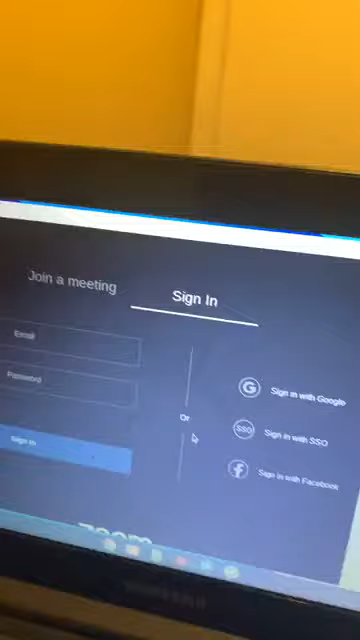 Join a meeting
Sign In
Email
Password
Sign In
Or
Sign in with Google
SSO
Sign in with SSO
Sign in with Facebook
zoom